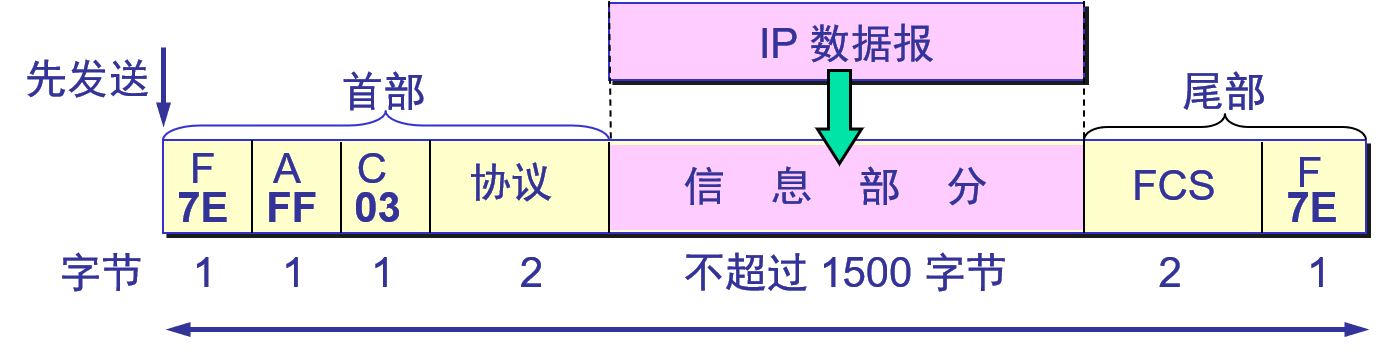 IP 数据报
先发送
首部
尾部
F A C 协议 信息部分 FCS F
7E FF 03 7E
字节 1 1 1 2 不超过 1500 字节 2 1